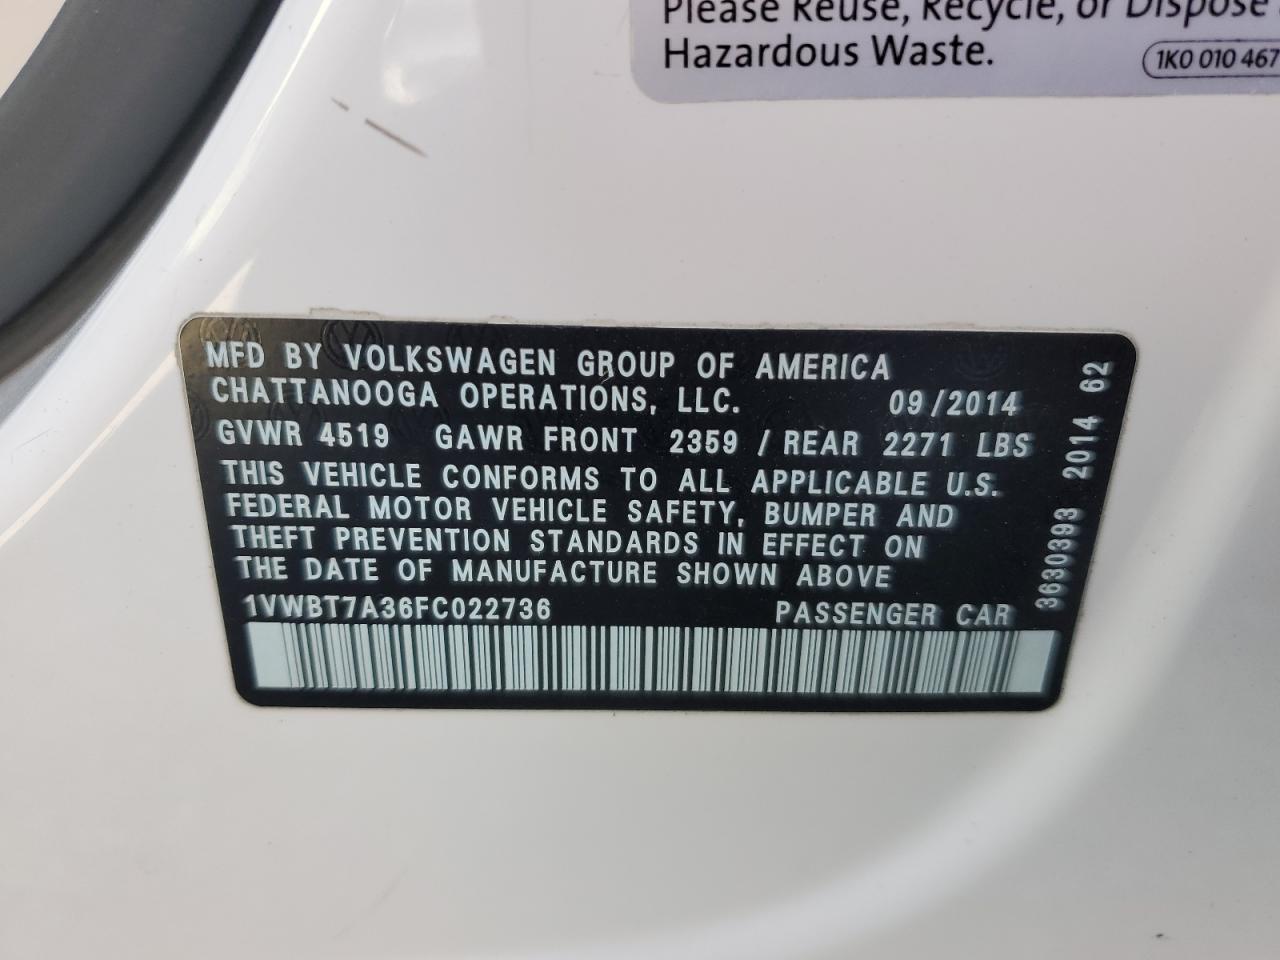 Please Reuse, Recycle, or Dispose
Hazardous Waste.
1K0 010 467
MFD BY VOLKSWAGEN GROUP OF AMERICA
CHATTANOOGA OPERATIONS, LLC. 09/2014
GVWR 4519 GAWR FRONT 2359 / REAR 2271 LBS
THIS VEHICLE CONFORMS TO ALL APPLICABLE U.S.
FEDERAL MOTOR VEHICLE SAFETY, BUMPER AND
THEFT PREVENTION STANDARDS IN EFFECT ON
THE DATE OF MANUFACTURE SHOWN ABOVE
1VWBT7A36FC022736 PASSENGER CAR
3630393 2014 62